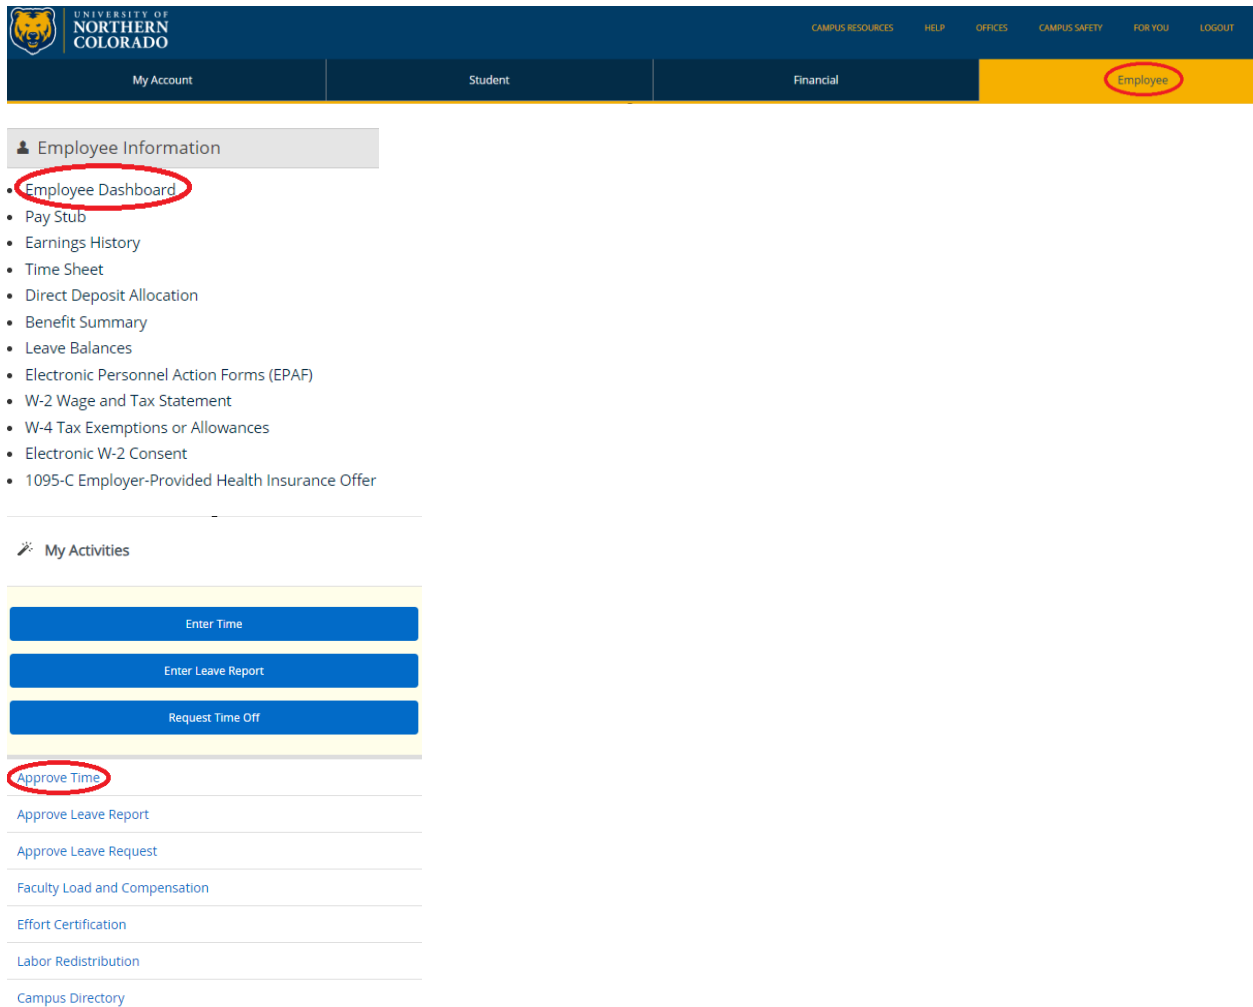 UNIVERSITY OF
NORTHERN
COLORADO
CAMPUS RESOURCES HELP OFFICES CAMPUS SAFETY FOR YOU LOGOUT
My Account Student Financial Employee
Employee Information
Employee Dashboard
Pay Stub
Earnings History
Time Sheet
Direct Deposit Allocation
Benefit Summary
Leave Balances
Electronic Personnel Action Forms (EPAF)
W-2 Wage and Tax Statement
W-4 Tax Exemptions or Allowances
Electronic W-2 Consent
1095-C Employer-Provided Health Insurance Offer
My Activities
Enter Time
Enter Leave Report
Request Time Off
Approve Time
Approve Leave Report
Approve Leave Request
Faculty Load and Compensation
Effort Certification
Labor Redistribution
Campus Directory